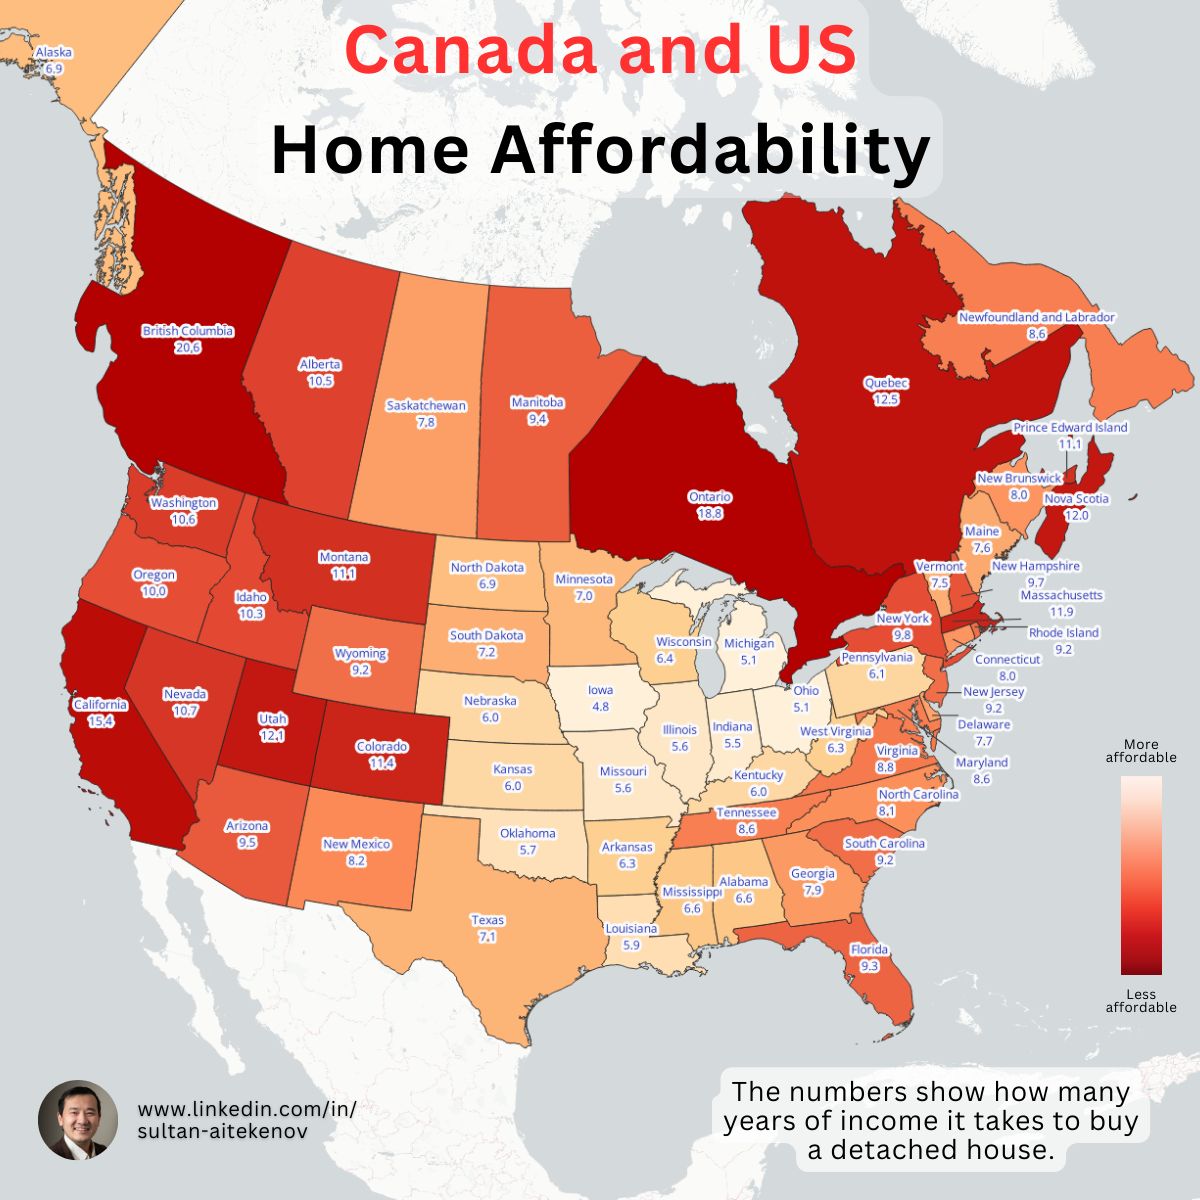 Canada and US
Home Affordability
Alaska
6.9
British Columbia
20.6
Alberta
10.5
Saskatchewan
7.8
Manitoba
9.4
Ontario
18.8
Quebec
12.5
Newfoundland and Labrador
8.6
Prince Edward Island
11.1
New Brunswick
8.0
Nova Scotia
12.0
Washington
10.6
Oregon
10.0
Idaho
10.3
Montana
11.1
Wyoming
9.2
North Dakota
6.9
South Dakota
7.2
Minnesota
7.0
Wisconsin
6.4
Michigan
5.1
Maine
7.6
Vermont
7.5
New Hampshire
9.7
Massachusetts
11.9
New York
9.8
Rhode Island
9.2
Connecticut
8.0
Pennsylvania
6.1
New Jersey
9.2
Delaware
7.7
Maryland
8.6
California
15.4
Nevada
10.7
Utah
12.1
Colorado
11.4
Nebraska
6.0
Iowa
4.8
Illinois
5.6
Indiana
5.5
Ohio
5.1
West Virginia
6.3
Virginia
8.8
Kansas
6.0
Missouri
5.6
Kentucky
6.0
North Carolina
8.1
Tennessee
8.6
South Carolina
9.2
Arizona
9.5
New Mexico
8.2
Oklahoma
5.7
Arkansas
6.3
Mississippi
6.6
Alabama
6.6
Georgia
7.9
Texas
7.1
Louisiana
5.9
Florida
9.3
More
affordable
Less
affordable
www.linkedin.com/in/
sultan-aitekenov
The numbers show how many
years of income it takes to buy
a detached house.